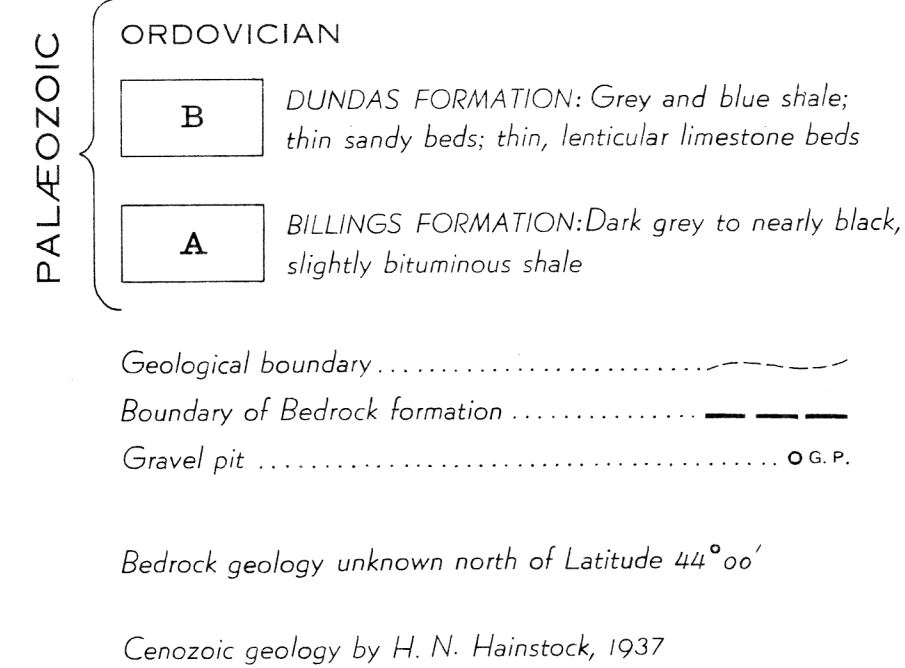 PALÆOZOIC
ORDOVICIAN
B
DUNDAS FORMATION: Grey and blue shale;
thin sandy beds; thin, lenticular limestone beds
A
BILLINGS FORMATION: Dark grey to nearly black,
slightly bituminous shale
Geological boundary
Boundary of Bedrock formation
Gravel pit G. P.
Bedrock geology unknown north of Latitude 44°00′
Cenozoic geology by H. N. Hainstock, 1937